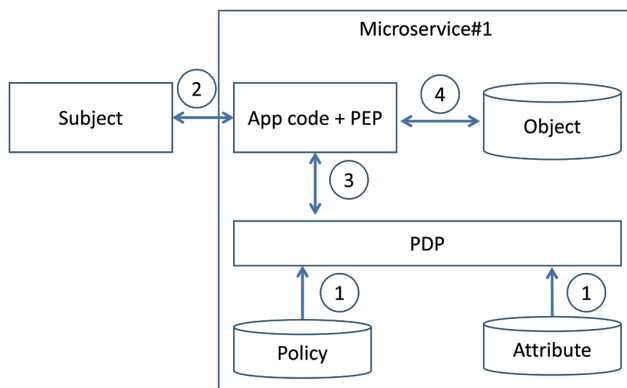 Microservice#1
2
4
Subject
App code + PEP
Object
3
PDP
1
1
Policy
Attribute